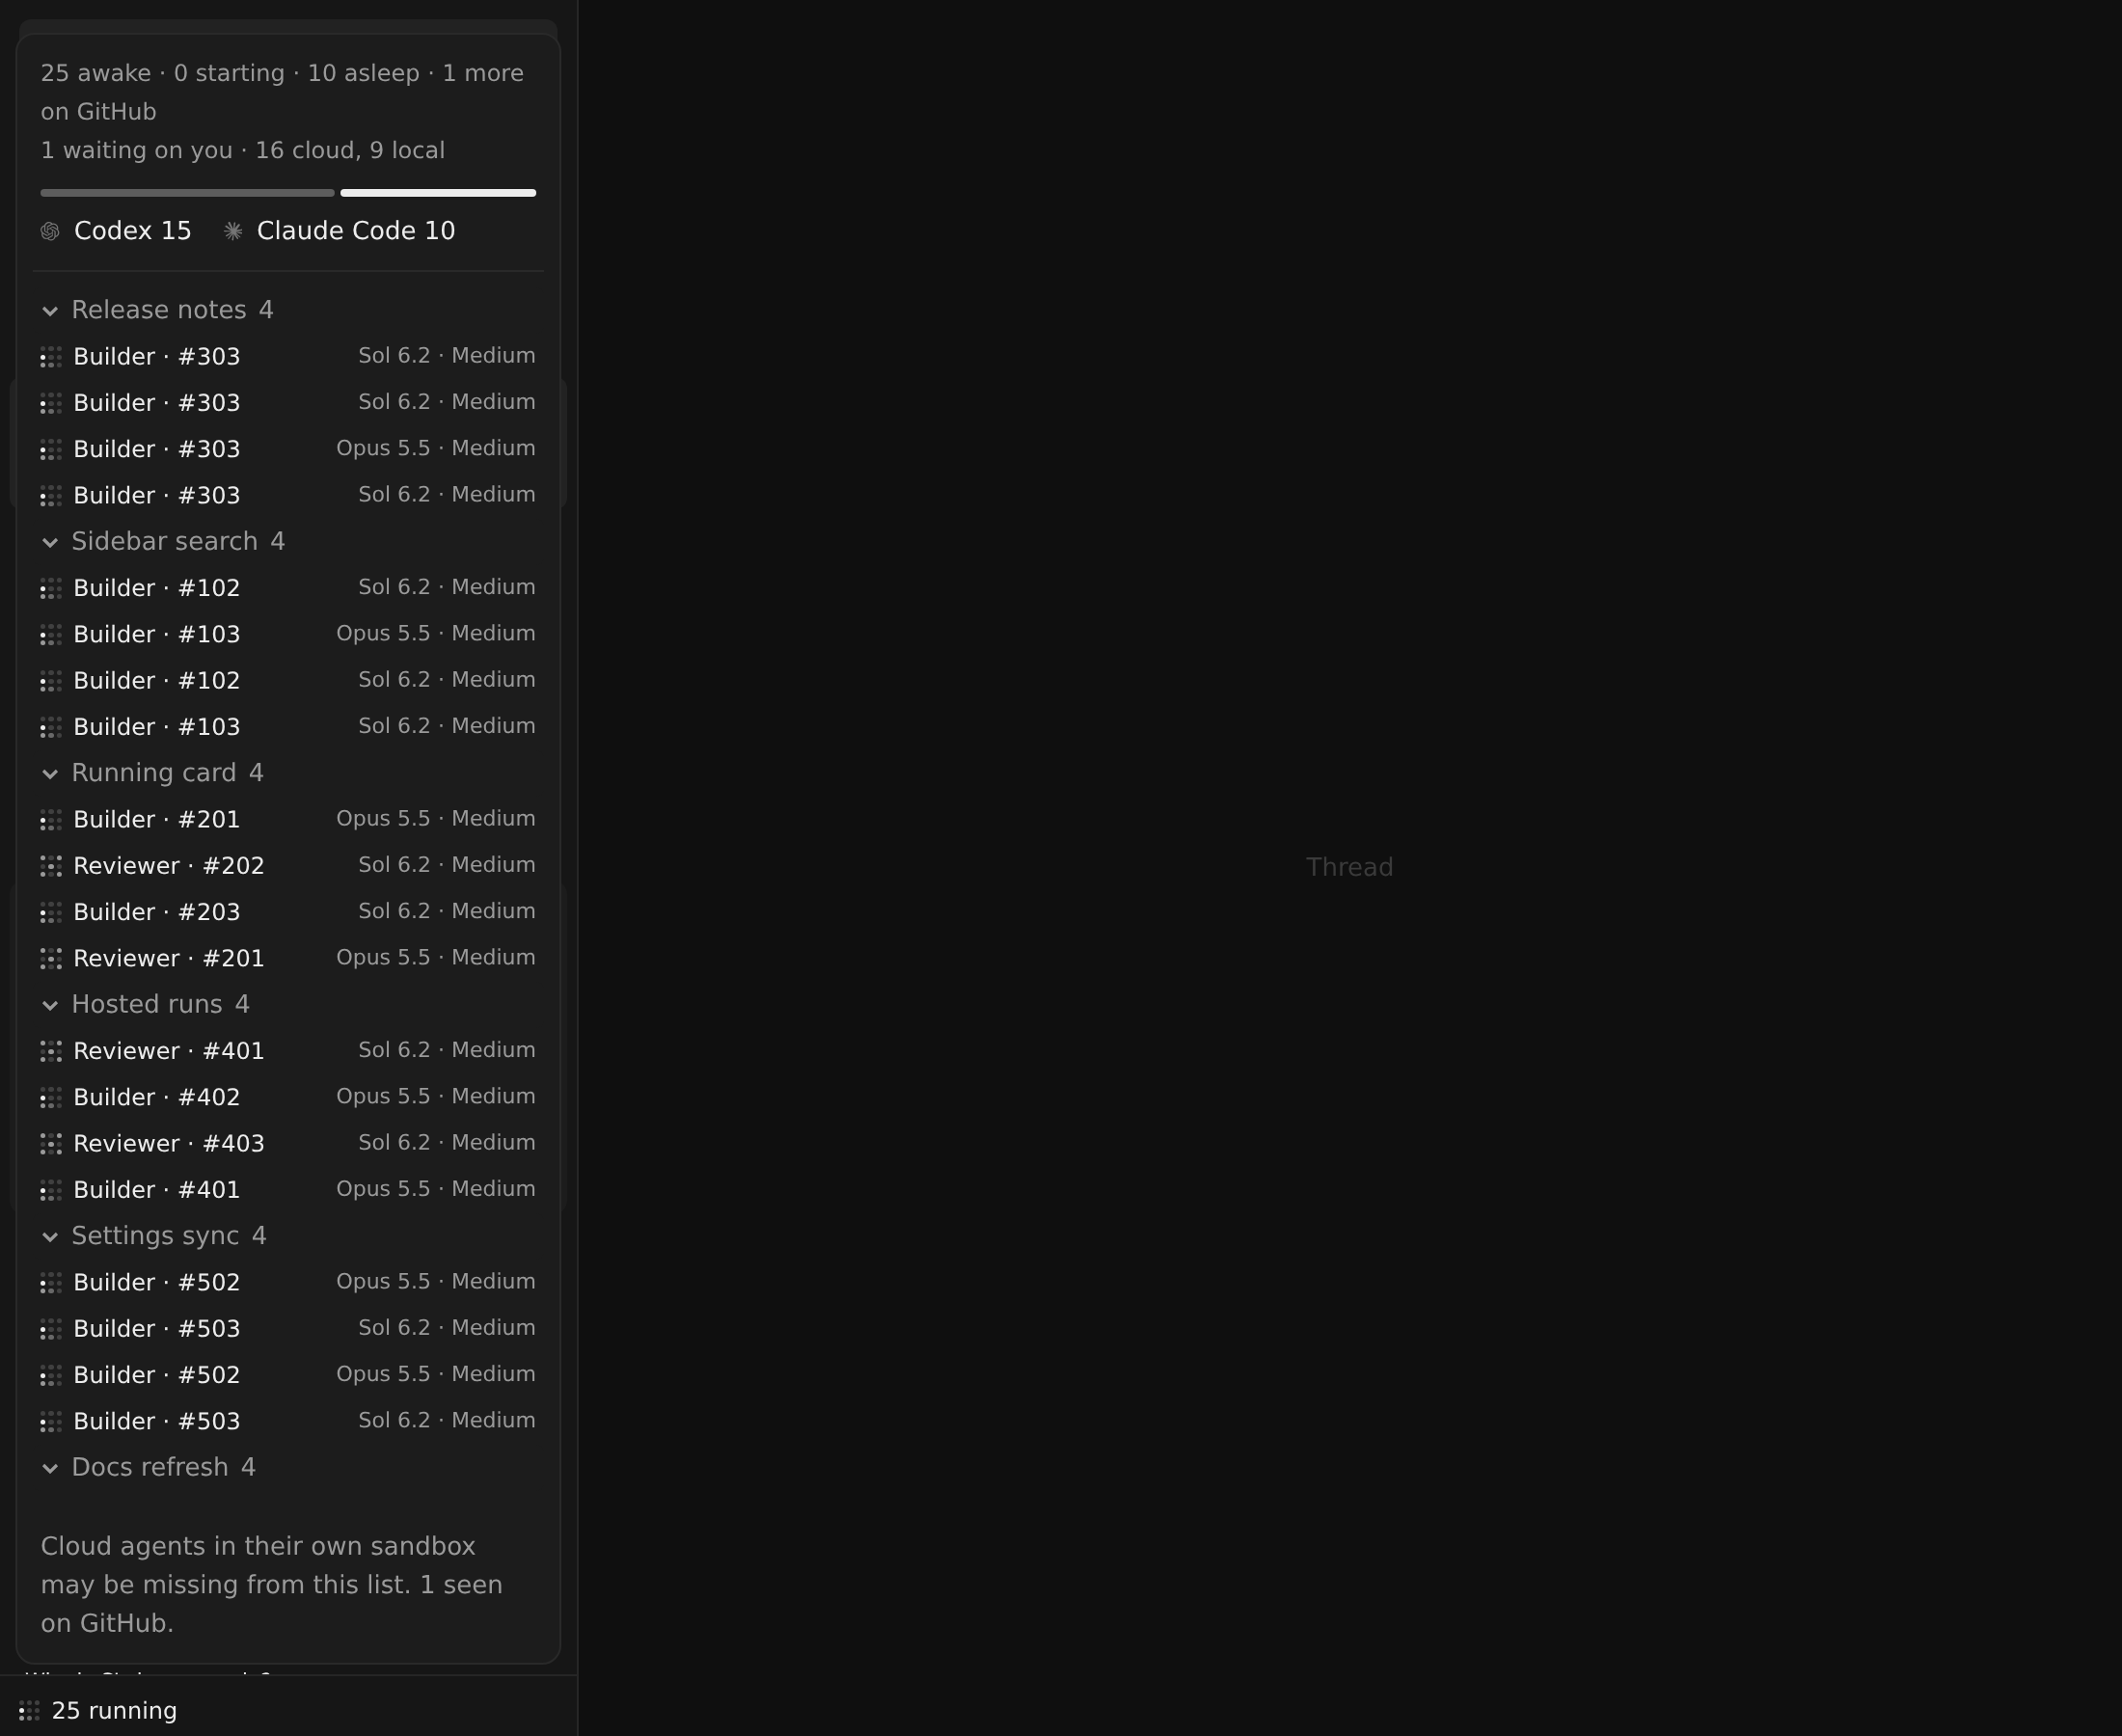 25 awake · 0 starting · 10 asleep · 1 more
on GitHub
1 waiting on you · 16 cloud, 9 local
Codex 15 Claude Code 10
Release notes 4
Builder · #303 Sol 6.2 · Medium
Builder · #303 Sol 6.2 · Medium
Builder · #303 Opus 5.5 · Medium
Builder · #303 Sol 6.2 · Medium
Sidebar search 4
Builder · #102 Sol 6.2 · Medium
Builder · #103 Opus 5.5 · Medium
Builder · #102 Sol 6.2 · Medium
Builder · #103 Sol 6.2 · Medium
Running card 4
Builder · #201 Opus 5.5 · Medium
Reviewer · #202 Sol 6.2 · Medium
Builder · #203 Sol 6.2 · Medium
Reviewer · #201 Opus 5.5 · Medium
Hosted runs 4
Reviewer · #401 Sol 6.2 · Medium
Builder · #402 Opus 5.5 · Medium
Reviewer · #403 Sol 6.2 · Medium
Builder · #401 Opus 5.5 · Medium
Settings sync 4
Builder · #502 Opus 5.5 · Medium
Builder · #503 Sol 6.2 · Medium
Builder · #502 Opus 5.5 · Medium
Builder · #503 Sol 6.2 · Medium
Docs refresh 4
Cloud agents in their own sandbox
may be missing from this list. 1 seen
on GitHub.
25 running
Thread